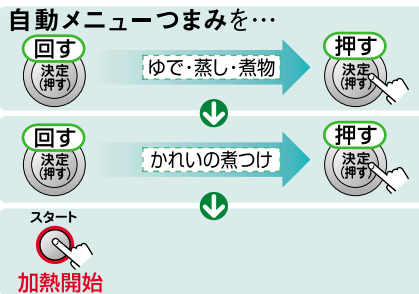 自動メニューつまみを…
回す
決定
(押す)
ゆで・蒸し・煮物
押す
決定
(押す)
回す
決定
(押す)
かれいの煮つけ
押す
決定
(押す)
スタート
加熱開始